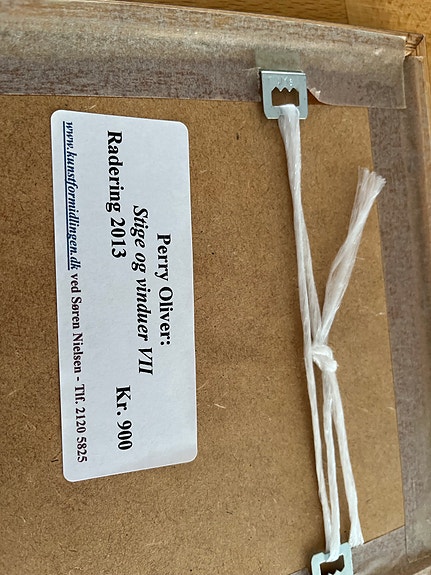 Perry Oliver:
Stige og vinduer VII
Radering 2013 Kr. 900
www.kunstformidlingen.dk ved Søren Nielsen - Tlf. 2120 5825